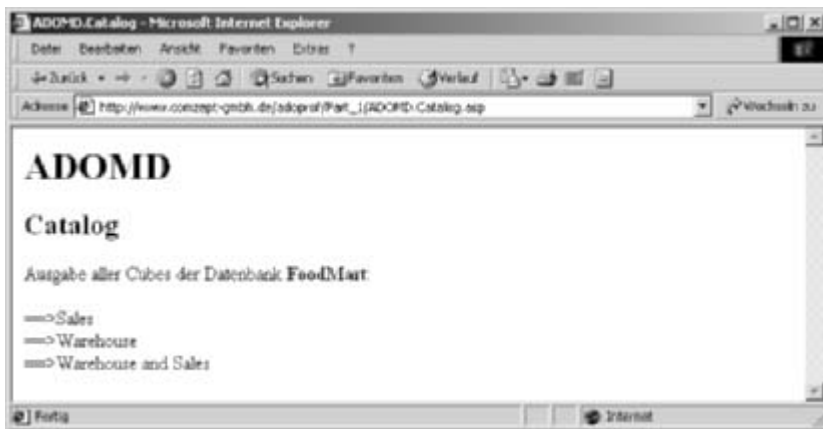 ADOMD.Catalog - Microsoft Internet Explorer
Datei Bearbeiten Ansicht Favoriten Extras ?
Zurück Suchen Favoriten Verlauf
Adresse http://www.comzept-gmbh.de/adoprof/Part_1/ADOMD.Catalog.asp Wechseln zu
ADOMD
Catalog
Ausgabe aller Cubes der Datenbank FoodMart:
==>Sales
==>Warehouse
==>Warehouse and Sales
Fertig Internet